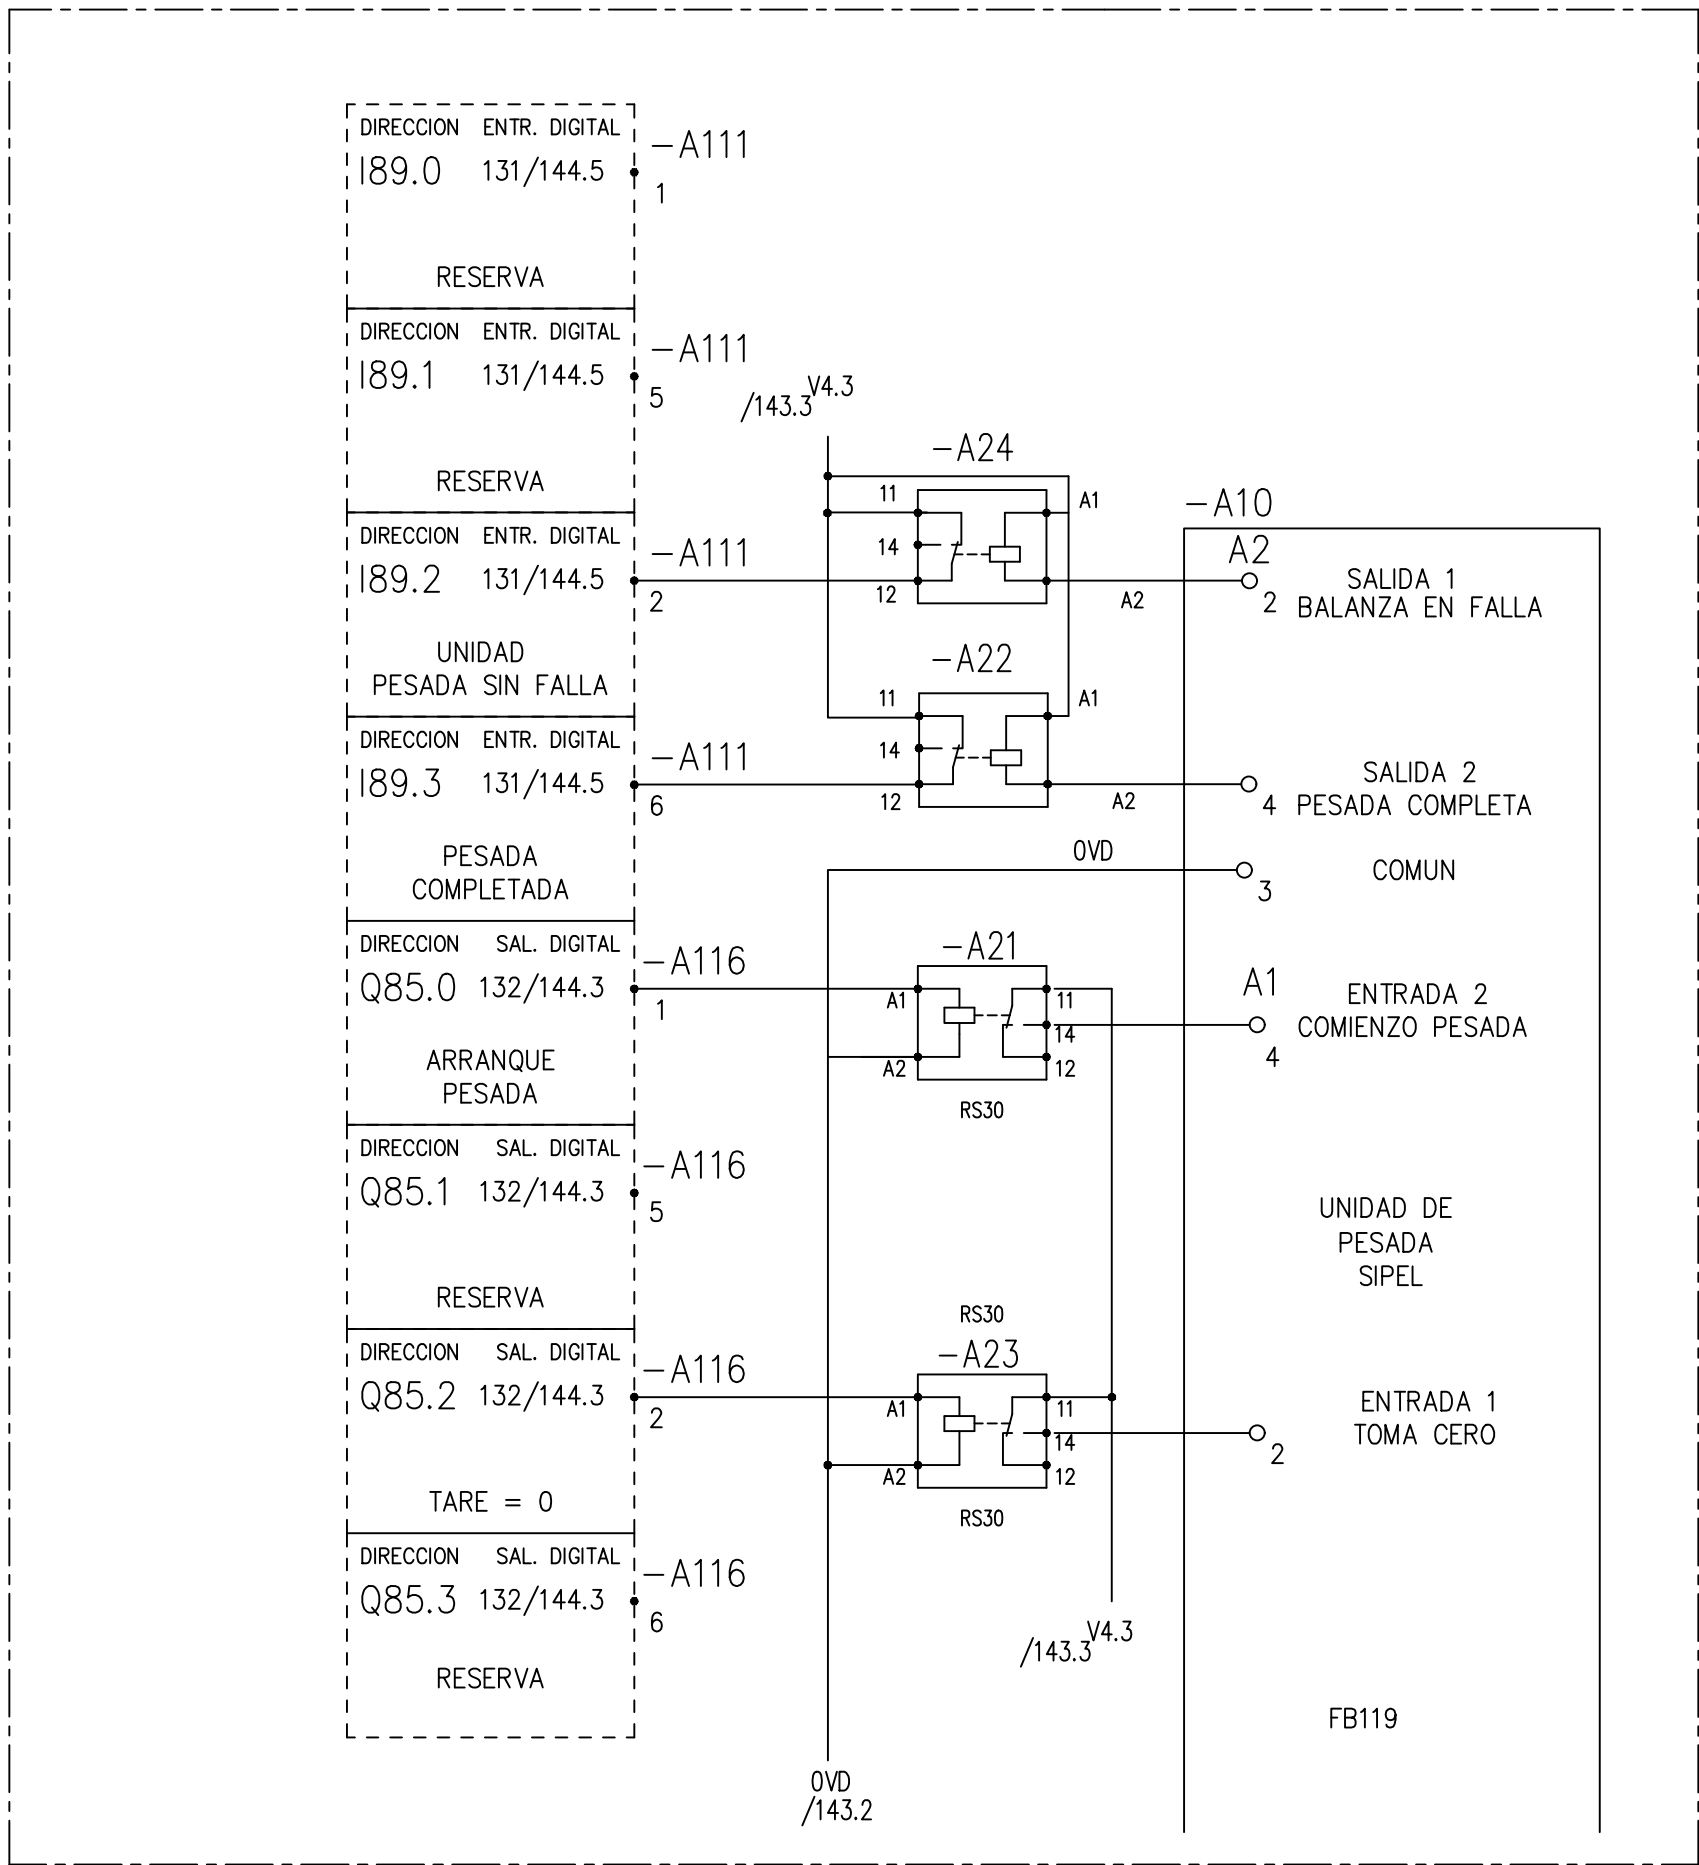 DIRECCION ENTR. DIGITAL
I89.0 131/144.5
-A111
1
RESERVA
DIRECCION ENTR. DIGITAL
I89.1 131/144.5
-A111
5
RESERVA
DIRECCION ENTR. DIGITAL
I89.2 131/144.5
-A111
2
UNIDAD
PESADA SIN FALLA
DIRECCION ENTR. DIGITAL
I89.3 131/144.5
-A111
6
PESADA
COMPLETADA
DIRECCION SAL. DIGITAL
Q85.0 132/144.3
-A116
1
ARRANQUE
PESADA
DIRECCION SAL. DIGITAL
Q85.1 132/144.3
-A116
5
RESERVA
DIRECCION SAL. DIGITAL
Q85.2 132/144.3
-A116
2
TARE = 0
DIRECCION SAL. DIGITAL
Q85.3 132/144.3
-A116
6
RESERVA
V4.3
/143.3
-A24
11
A1
14
12
A2
-A22
11
A1
14
12
A2
0VD
-A21
A1
11
14
A2
12
RS30
RS30
-A23
A1
11
14
A2
12
RS30
V4.3
/143.3
0VD
/143.2
-A10
A2
2
SALIDA 1
BALANZA EN FALLA
4
SALIDA 2
PESADA COMPLETA
3
COMUN
A1
4
ENTRADA 2
COMIENZO PESADA
UNIDAD DE
PESADA
SIPEL
2
ENTRADA 1
TOMA CERO
FB119